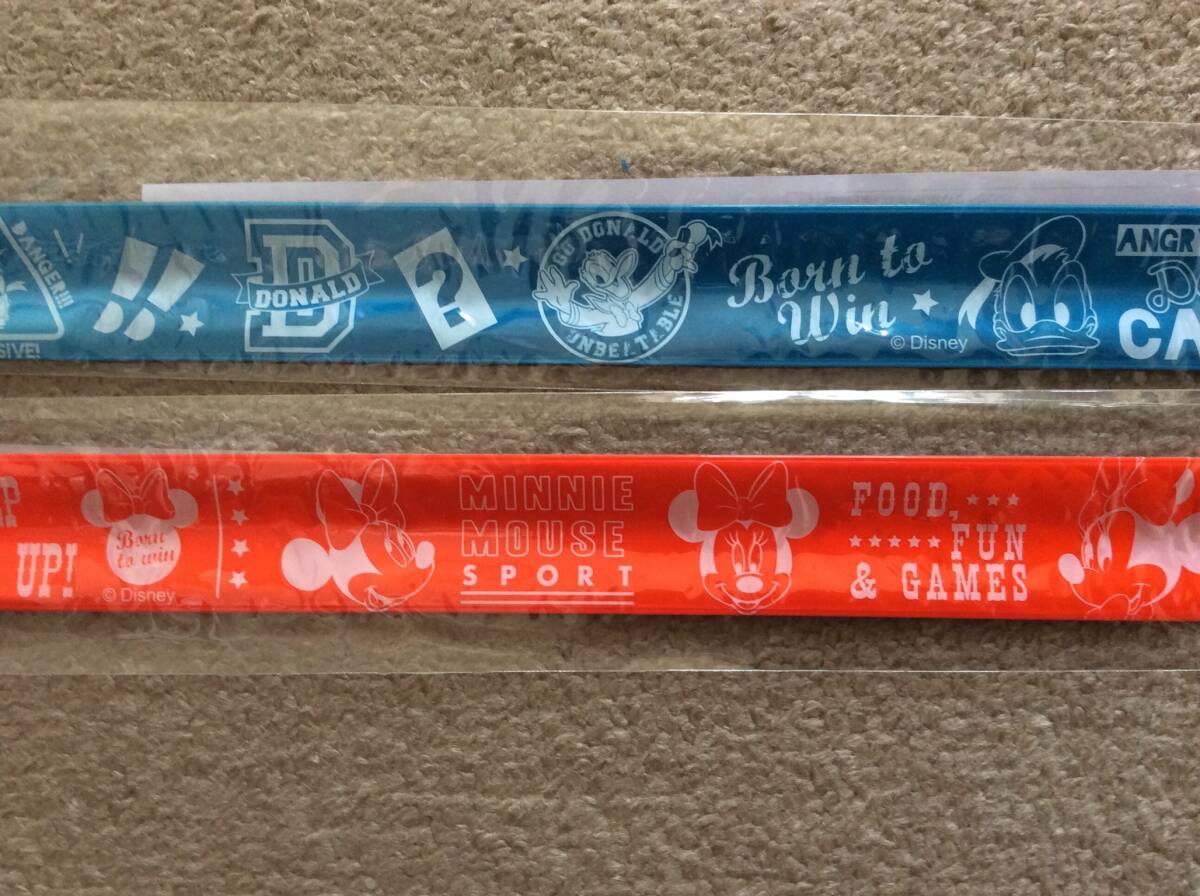 DANGER!!!
!!
D
DONALD
?
GO DONALD
UNBEATABLE
Born to
Win
© Disney
ANGR
CA
UP!
Born
to win
© Disney
MINNIE
MOUSE
SPORT
FOOD,
FUN
& GAMES